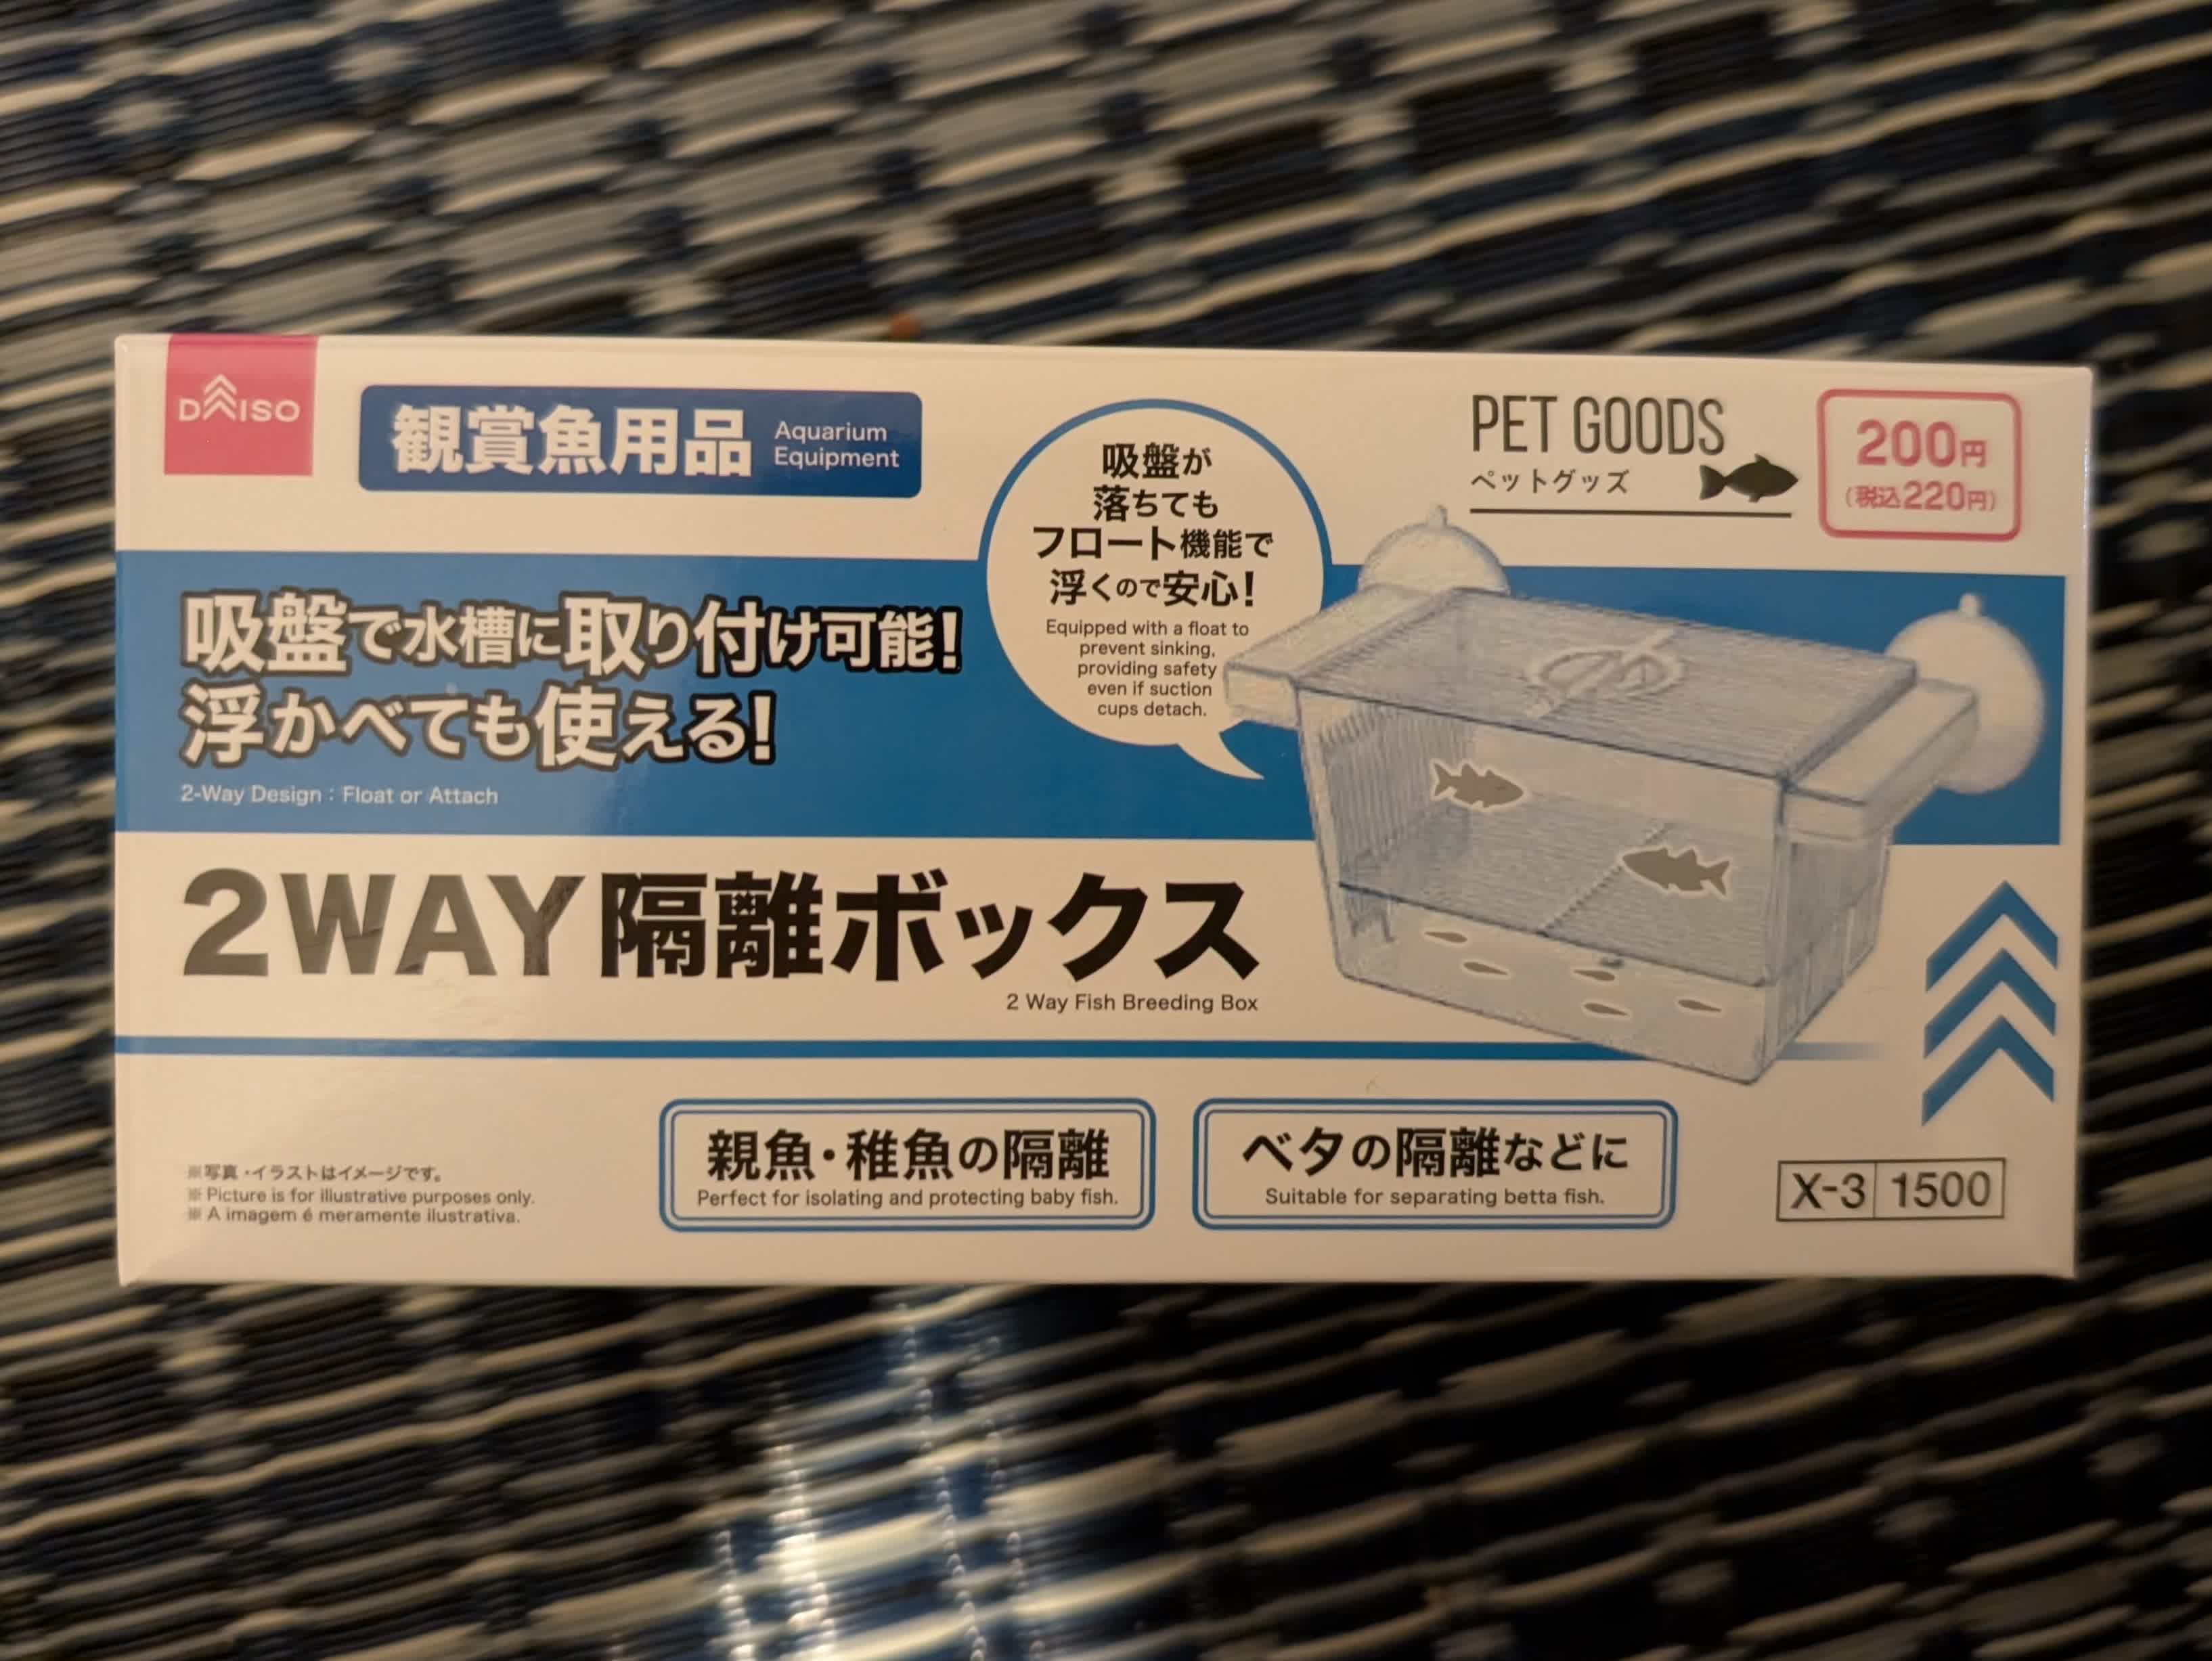 DAISO
観賞魚用品
Aquarium
Equipment
吸盤が
落ちても
フロート機能で
浮くので安心!
Equipped with a float to
prevent sinking,
providing safety
even if suction
cups detach.
PET GOODS
ペットグッズ
200円
(税込220円)
吸盤で水槽に取り付け可能!
浮かべても使える!
2-Way Design : Float or Attach
2WAY隔離ボックス
2 Way Fish Breeding Box
※写真・イラストはイメージです。
※ Picture is for illustrative purposes only.
※ A imagem é meramente ilustrativa.
親魚・稚魚の隔離
Perfect for isolating and protecting baby fish.
ベタの隔離などに
Suitable for separating betta fish.
X-3 1500